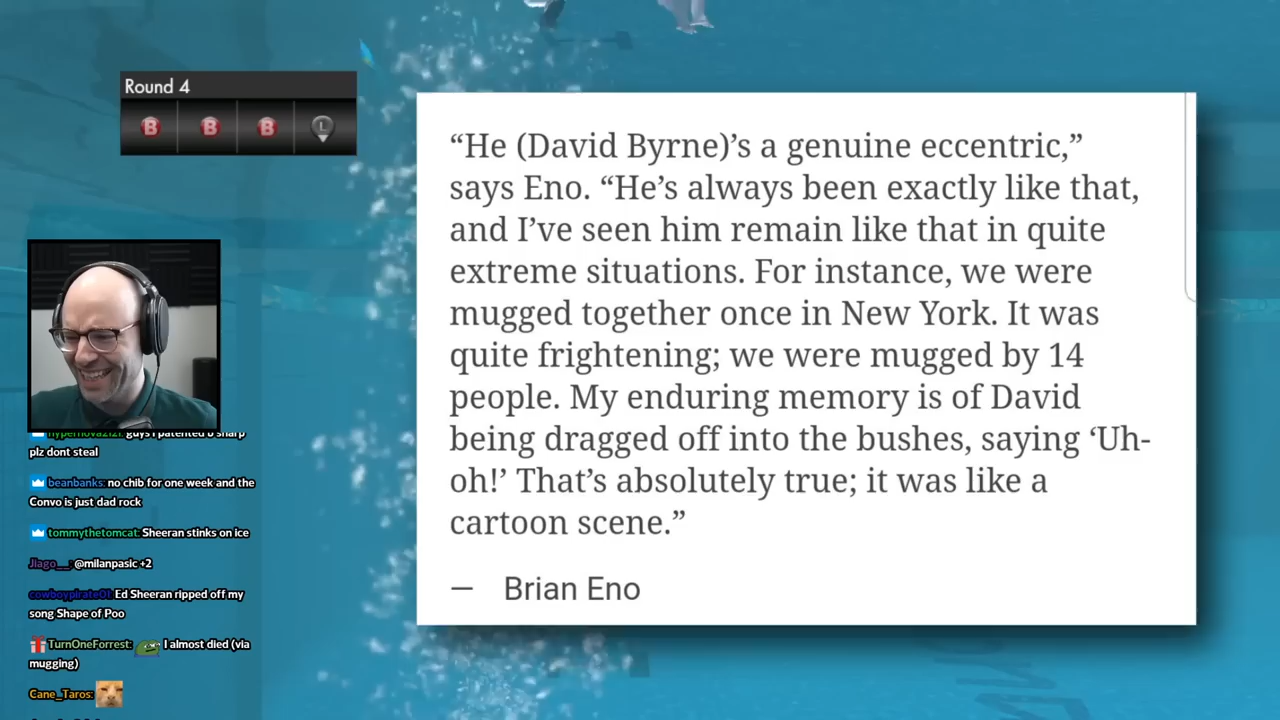 Round 4
B B B L
“He (David Byrne)’s a genuine eccentric,”
says Eno. “He’s always been exactly like that,
and I’ve seen him remain like that in quite
extreme situations. For instance, we were
mugged together once in New York. It was
quite frightening; we were mugged by 14
people. My enduring memory is of David
being dragged off into the bushes, saying ‘Uh-
oh!’ That’s absolutely true; it was like a
cartoon scene.”
— Brian Eno
guys i patented b sharp
plz dont steal
beanbanks: no chib for one week and the
Convo is just dad rock
tommythetomcat: Sheeran stinks on ice
Jlago__: @milanpasic +2
cowboypirate01: Ed Sheeran ripped off my
song Shape of Poo
TurnOneForrest: I almost died (via
mugging)
Cane_Taros: